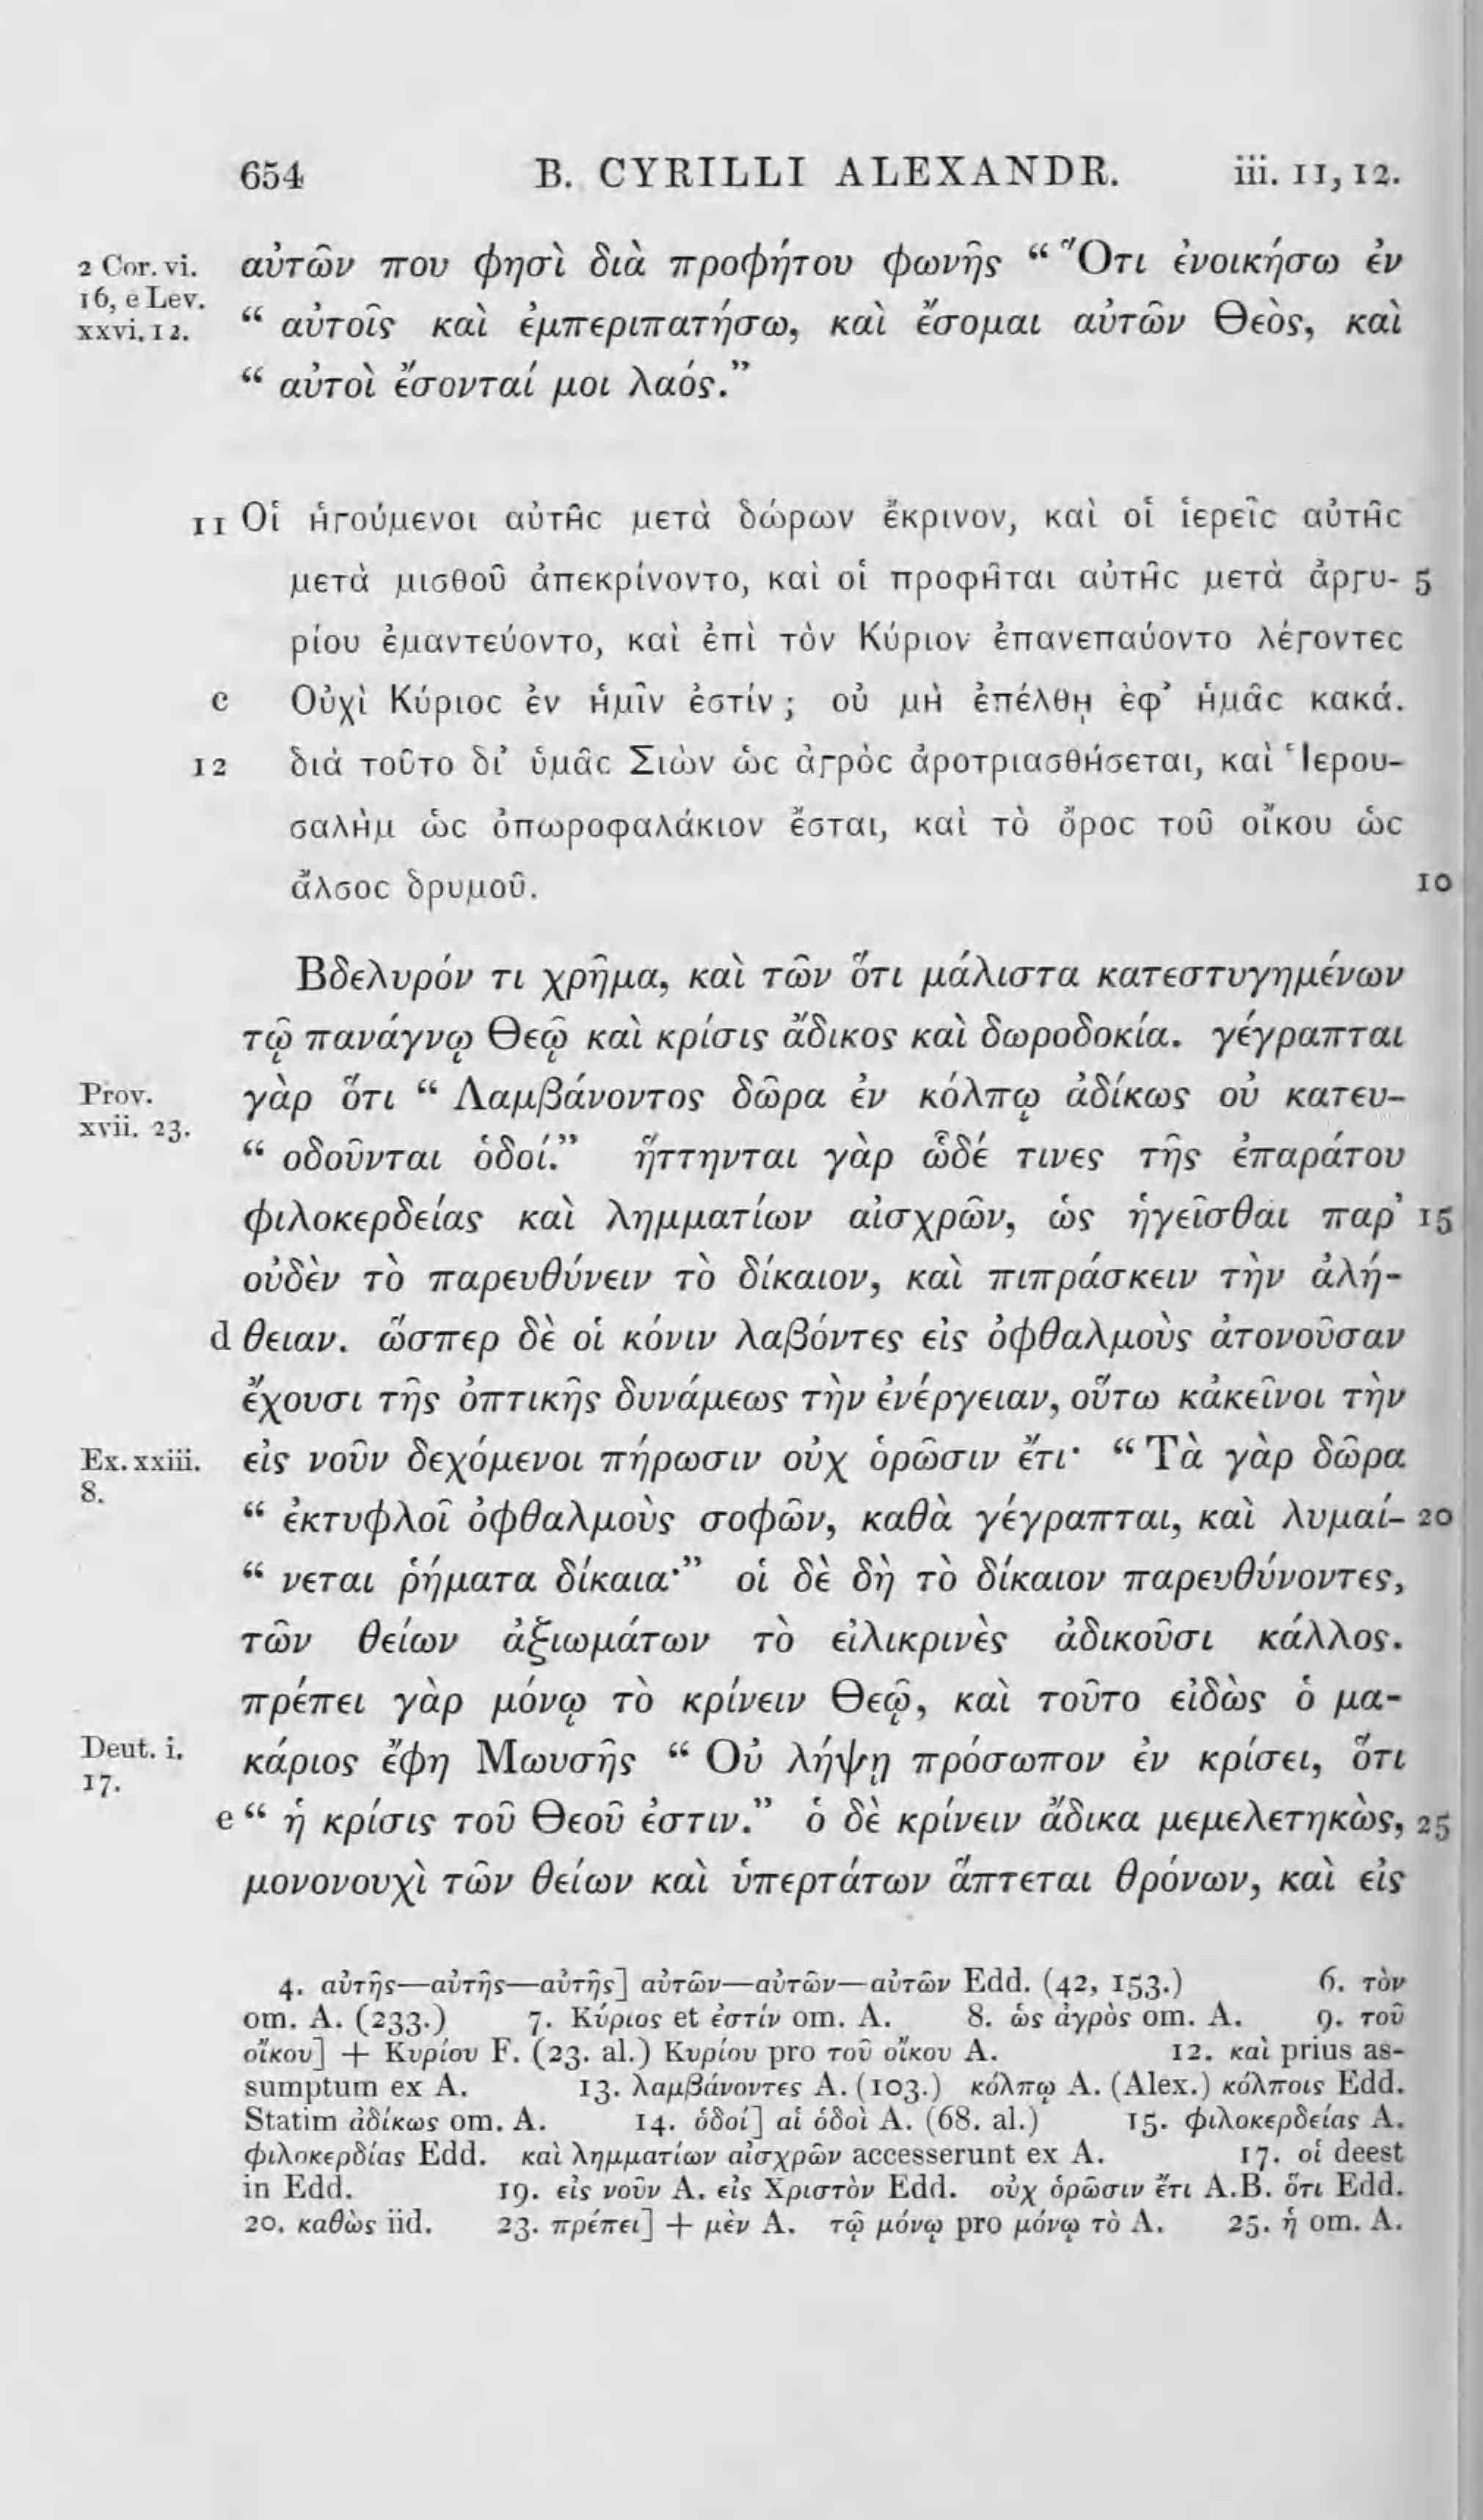 654 B. CYRILLI ALEXANDR. iii. 11, 12.
2 Cor. vi. αὐτῶν που φησὶ διὰ προφήτου φωνῆς “ Ὅτι ἐνοικήσω ἐν
16, e Lev.
xxvi. 12. “ αὐτοῖς καὶ ἐμπεριπατήσω, καὶ ἔσομαι αὐτῶν Θεὸς, καὶ
“ αὐτοὶ ἔσονταί μοι λαός.”
11 Οἱ ἡγούμενοι αὐτῆς μετὰ δώρων ἔκρινον, καὶ οἱ ἱερεῖς αὐτῆς
μετὰ μισθοῦ ἀπεκρίνοντο, καὶ οἱ προφῆται αὐτῆς μετὰ ἀργυ- 5
ρίου ἐμαντεύοντο, καὶ ἐπὶ τὸν Κύριον ἐπανεπαύοντο λέγοντες
c Οὐχὶ Κύριος ἐν ἡμῖν ἐστίν ; οὐ μὴ ἐπέλθῃ ἐφ’ ἡμᾶς κακά.
12 διὰ τοῦτο δι’ ὑμᾶς Σιὼν ὡς ἀγρὸς ἀροτριασθήσεται, καὶ Ἱερου-
σαλὴμ ὡς ὀπωροφαλάκιον ἔσται, καὶ τὸ ὄρος τοῦ οἴκου ὡς
ἄλσος δρυμοῦ. 10
Βδελυρόν τι χρῆμα, καὶ τῶν ὅτι μάλιστα κατεστυγημένων
τῷ πανάγνῳ Θεῷ καὶ κρίσις ἄδικος καὶ δωροδοκία. γέγραπται
Prov. γὰρ ὅτι “ Λαμβάνοντος δῶρα ἐν κόλπῳ ἀδίκως οὐ κατευ-
xvii. 23.
“ οδοῦνται ὁδοί.” ἥττηνται γὰρ ὧδέ τινες τῆς ἐπαράτου
φιλοκερδείας καὶ λημματίων αἰσχρῶν, ὡς ἡγεῖσθαι παρ’ 15
οὐδὲν τὸ παρευθύνειν τὸ δίκαιον, καὶ πιπράσκειν τὴν ἀλή-
d θειαν. ὥσπερ δὲ οἱ κόνιν λαβόντες εἰς ὀφθαλμοὺς ἀτονοῦσαν
ἔχουσι τῆς ὀπτικῆς δυνάμεως τὴν ἐνέργειαν, οὕτω κἀκεῖνοι τὴν
Ex. xxiii. εἰς νοῦν δεχόμενοι πήρωσιν οὐχ ὁρῶσιν ἔτι· “ Τὰ γὰρ δῶρα
8.
“ ἐκτυφλοῖ ὀφθαλμοὺς σοφῶν, καθὰ γέγραπται, καὶ λυμαί- 20
“ νεται ῥήματα δίκαια·” οἱ δὲ δὴ τὸ δίκαιον παρευθύνοντες,
τῶν θείων ἀξιωμάτων τὸ εἰλικρινὲς ἀδικοῦσι κάλλος.
πρέπει γὰρ μόνῳ τὸ κρίνειν Θεῷ, καὶ τοῦτο εἰδὼς ὁ μα-
Deut. i. κάριος ἔφη Μωυσῆς “ Οὐ λήψῃ πρόσωπον ἐν κρίσει, ὅτι
17.
e “ ἡ κρίσις τοῦ Θεοῦ ἐστιν.” ὁ δὲ κρίνειν ἄδικα μεμελετηκὼς, 25
μονονουχὶ τῶν θείων καὶ ὑπερτάτων ἅπτεται θρόνων, καὶ εἰς
4. αὐτῆς—αὐτῆς—αὐτῆς] αὐτῶν—αὐτῶν—αὐτῶν Edd. (42, 153.) 6. τὸν
om. A. (233.) 7. Κύριος et ἐστίν om. A. 8. ὡς ἀγρὸς om. A. 9. τοῦ
οἴκου] + Κυρίου F. (23. al.) Κυρίου pro τοῦ οἴκου A. 12. καὶ prius as-
sumptum ex A. 13. λαμβάνοντες A. (103.) κόλπῳ A. (Alex.) κόλποις Edd.
Statim ἀδίκως om. A. 14. ὁδοί] αἱ ὁδοὶ A. (68. al.) 15. φιλοκερδείας A.
φιλοκερδίας Edd. καὶ λημματίων αἰσχρῶν accesserunt ex A. 17. οἱ deest
in Edd. 19. εἰς νοῦν A. εἰς Χριστὸν Edd. οὐχ ὁρῶσιν ἔτι A.B. ὅτι Edd.
20. καθὼς iid. 23. πρέπει] + μὲν A. τῷ μόνῳ pro μόνῳ τὸ A. 25. ἡ om. A.